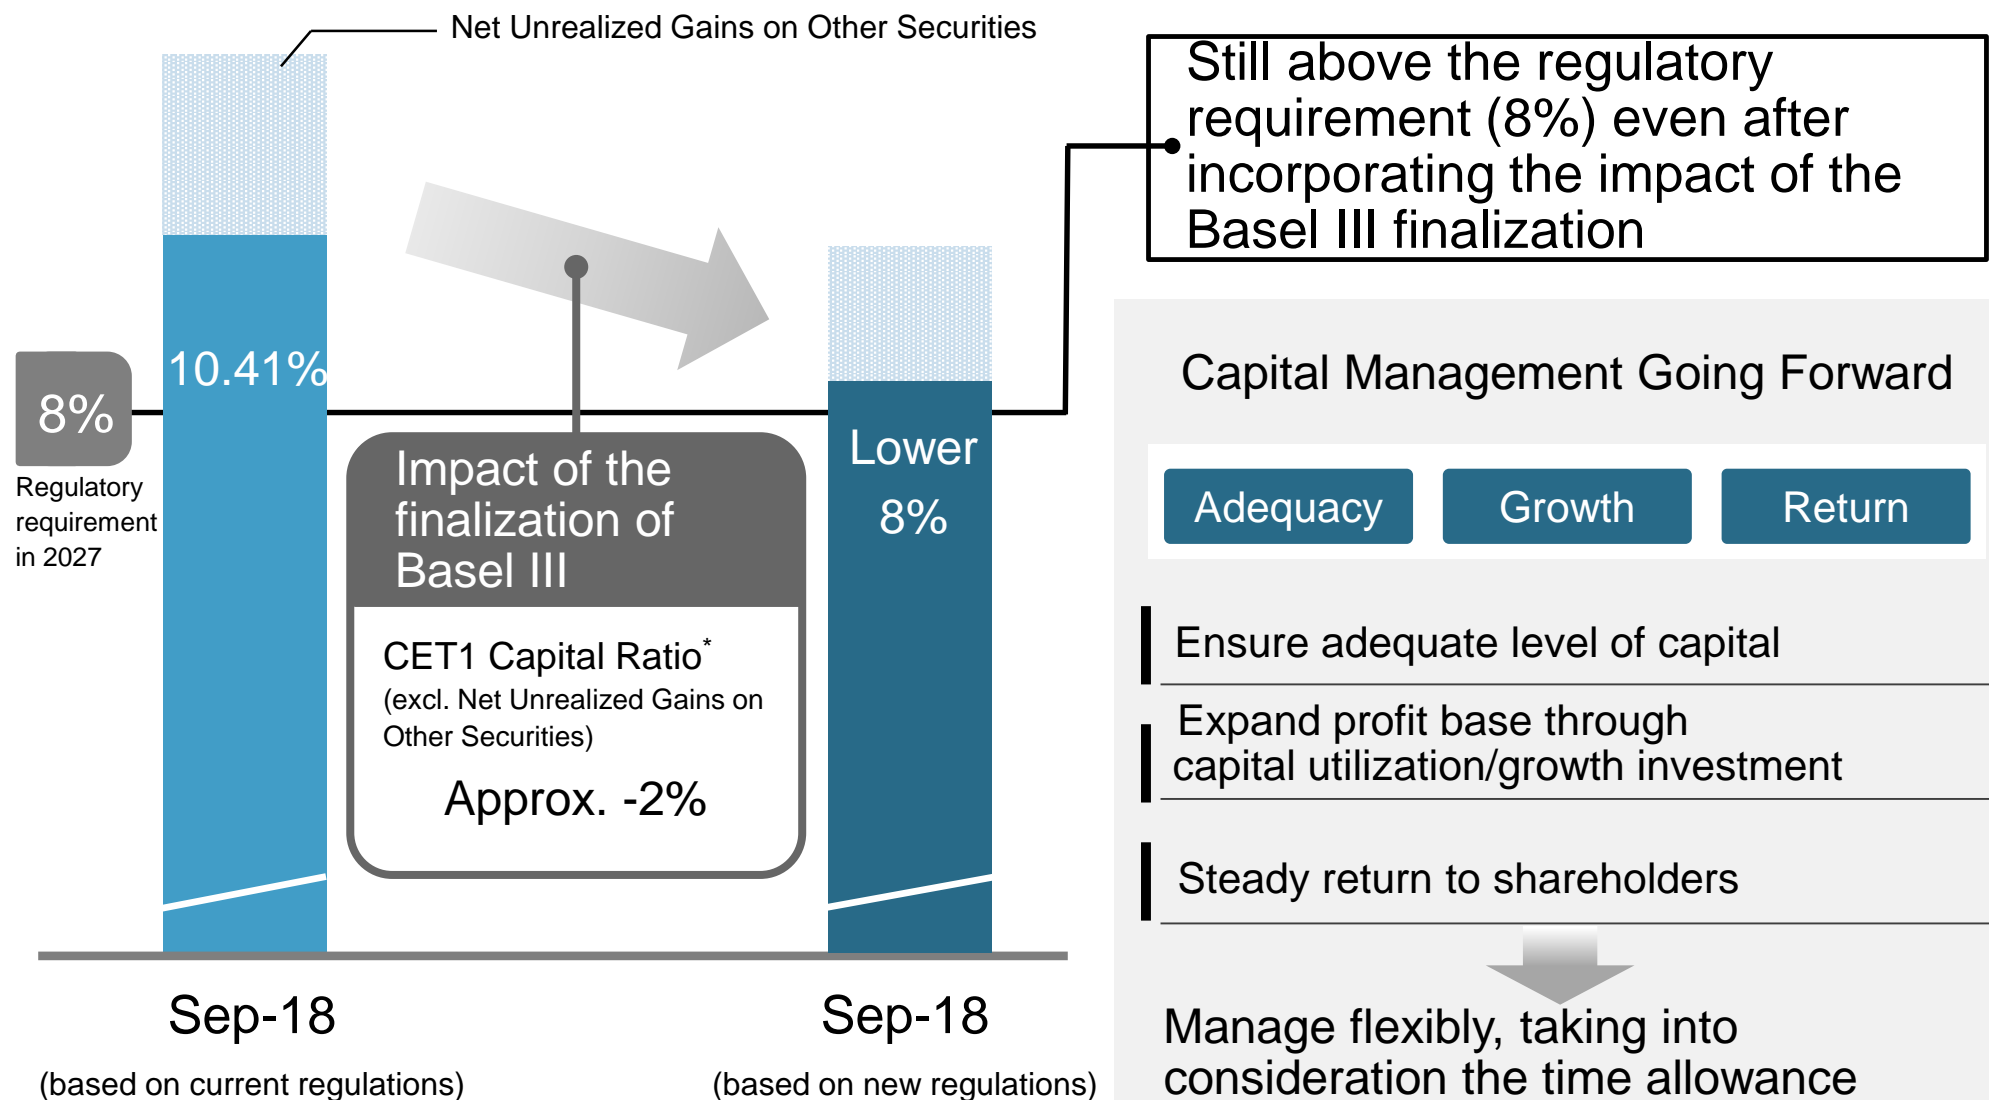 Net Unrealized Gains on Other Securities
10.41%
8%
Regulatory
requirement
in 2027
Impact of the
finalization of
Basel III
CET1 Capital Ratio*
(excl. Net Unrealized Gains on
Other Securities)
Approx. -2%
Lower
8%
Sep-18
(based on current regulations)
Sep-18
(based on new regulations)
Still above the regulatory
requirement (8%) even after
incorporating the impact of the
Basel III finalization
Capital Management Going Forward
Adequacy
Growth
Return
Ensure adequate level of capital
Expand profit base through
capital utilization/growth investment
Steady return to shareholders
Manage flexibly, taking into
consideration the time allowance